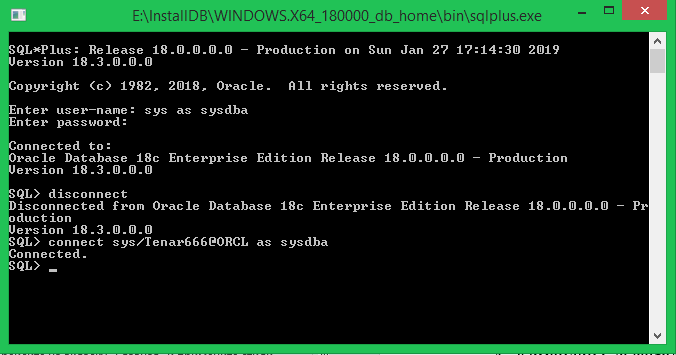 E:\InstallDB\WINDOWS.X64_180000_db_home\bin\sqlplus.exe
SQL*Plus: Release 18.0.0.0.0 - Production on Sun Jan 27 17:14:30 2019
Version 18.3.0.0.0
Copyright (c) 1982, 2018, Oracle.  All rights reserved.
Enter user-name: sys as sysdba
Enter password:
Connected to:
Oracle Database 18c Enterprise Edition Release 18.0.0.0.0 - Production
Version 18.3.0.0.0
SQL> disconnect
Disconnected from Oracle Database 18c Enterprise Edition Release 18.0.0.0.0 - Pr
oduction
Version 18.3.0.0.0
SQL> connect sys/Tenar666@ORCL as sysdba
Connected.
SQL> _